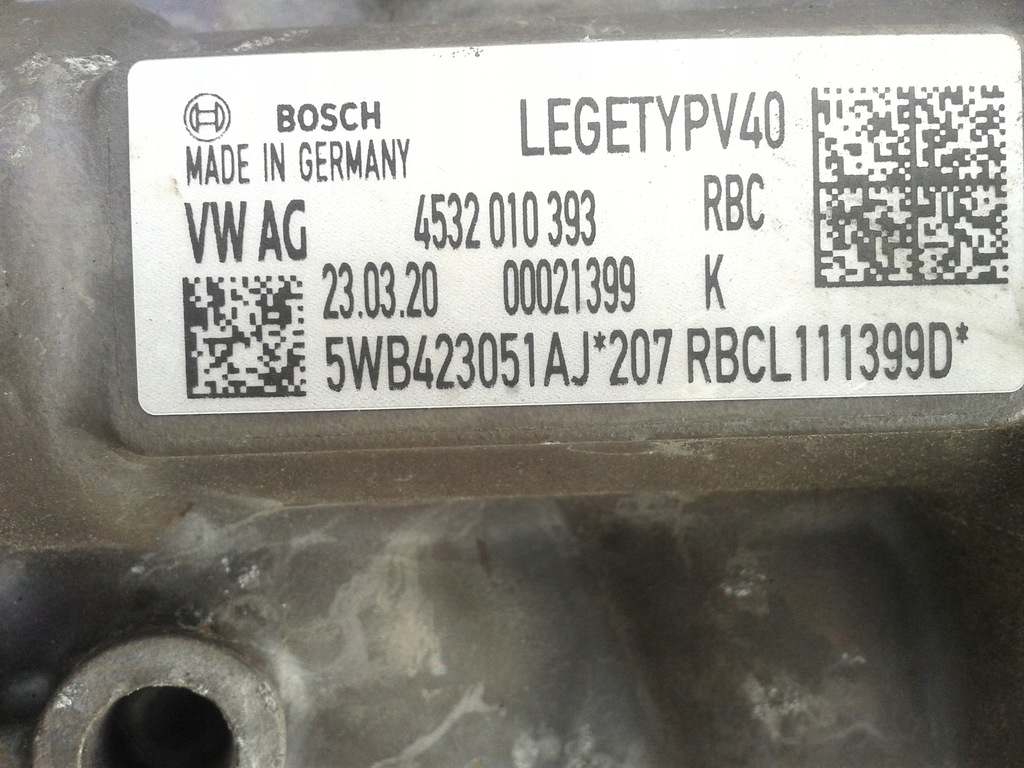 BOSCH LEGETYPV40
MADE IN GERMANY
VW AG 4532 010 393 RBC
23.03.20 00021399 K
5WB423051AJ*207 RBCL111399D*